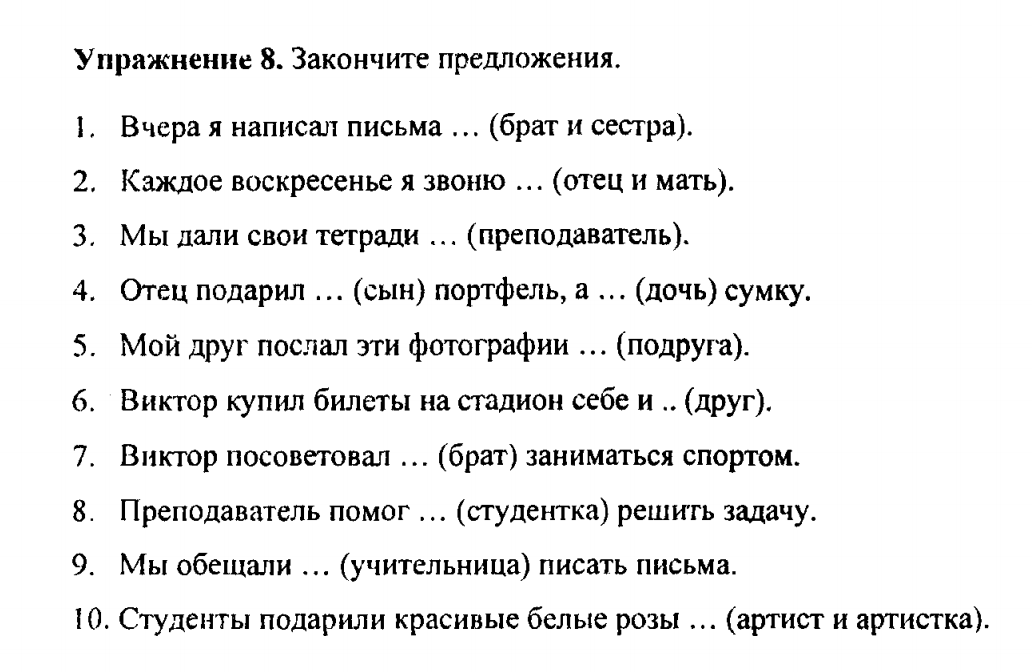 Упражнение 8. Закончите предложения.
1. Вчера я написал письма ... (брат и сестра).
2. Каждое воскресенье я звоню ... (отец и мать).
3. Мы дали свои тетради ... (преподаватель).
4. Отец подарил ... (сын) портфель, а ... (дочь) сумку.
5. Мой друг послал эти фотографии ... (подруга).
6. Виктор купил билеты на стадион себе и .. (друг).
7. Виктор посоветовал ... (брат) заниматься спортом.
8. Преподаватель помог ... (студентка) решить задачу.
9. Мы обещали ... (учительница) писать письма.
10. Студенты подарили красивые белые розы ... (артист и артистка).